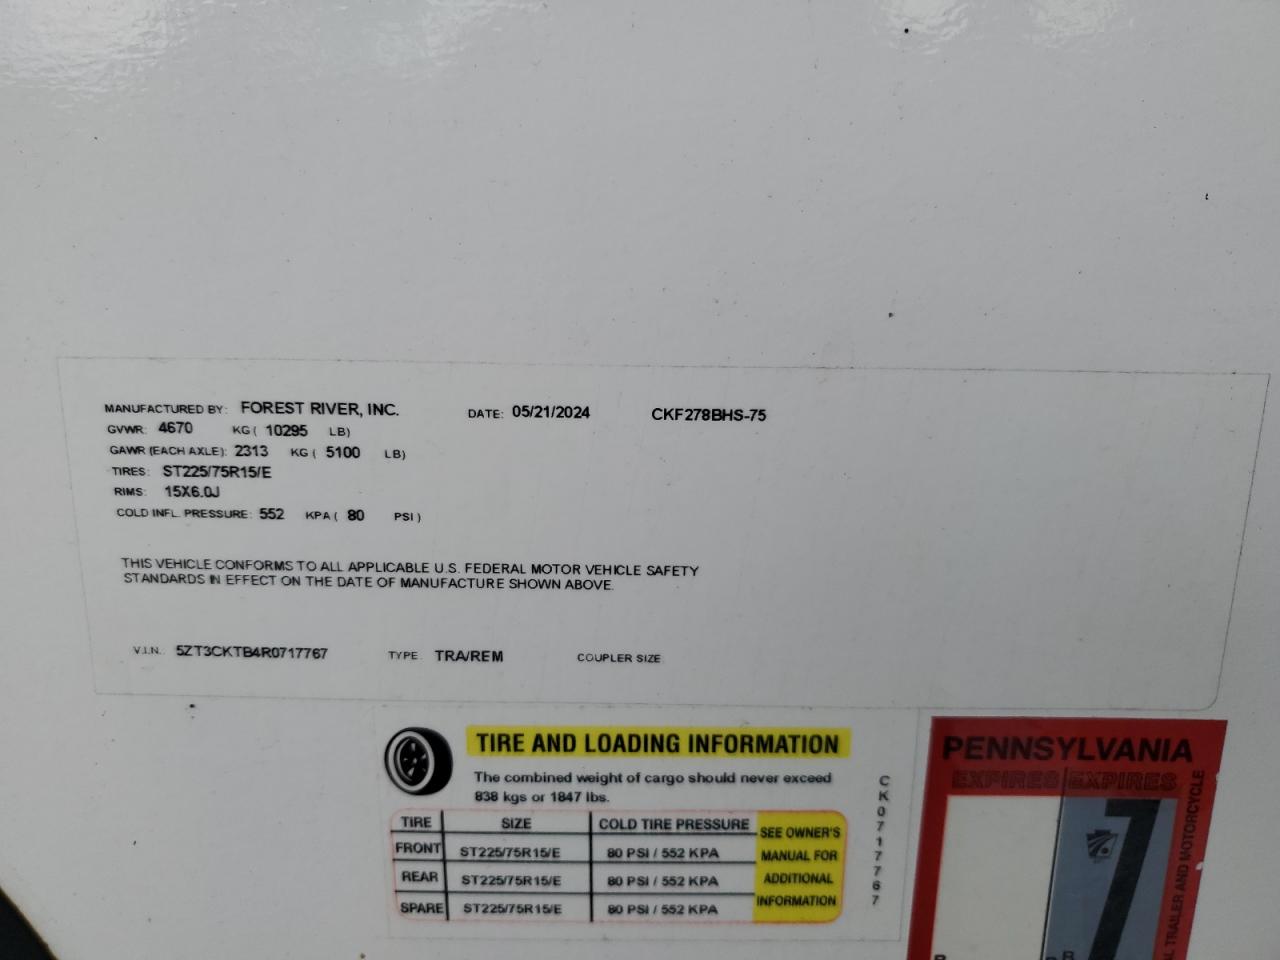 MANUFACTURED BY: FOREST RIVER, INC. DATE: 05/21/2024 CKF278BHS-75
GVWR: 4670 KG( 10295 LB)
GAWR (EACH AXLE): 2313 KG( 5100 LB)
TIRES: ST225/75R15/E
RIMS: 15X6.0J
COLD INFL. PRESSURE: 552 KPA( 80 PSI)
THIS VEHICLE CONFORMS TO ALL APPLICABLE U.S. FEDERAL MOTOR VEHICLE SAFETY
STANDARDS IN EFFECT ON THE DATE OF MANUFACTURE SHOWN ABOVE.
V.I.N.: 5ZT3CKTB4R0717767 TYPE: TRA/REM COUPLER SIZE:
TIRE AND LOADING INFORMATION
The combined weight of cargo should never exceed
838 kgs or 1847 lbs.
TIRE SIZE COLD TIRE PRESSURE
FRONT ST225/75R15/E 80 PSI / 552 KPA
REAR ST225/75R15/E 80 PSI / 552 KPA
SPARE ST225/75R15/E 80 PSI / 552 KPA
SEE OWNER'S
MANUAL FOR
ADDITIONAL
INFORMATION
CK0717767
PENNSYLVANIA
EXPIRES EXPIRES
7
TRAILER AND MOTORCYCLE